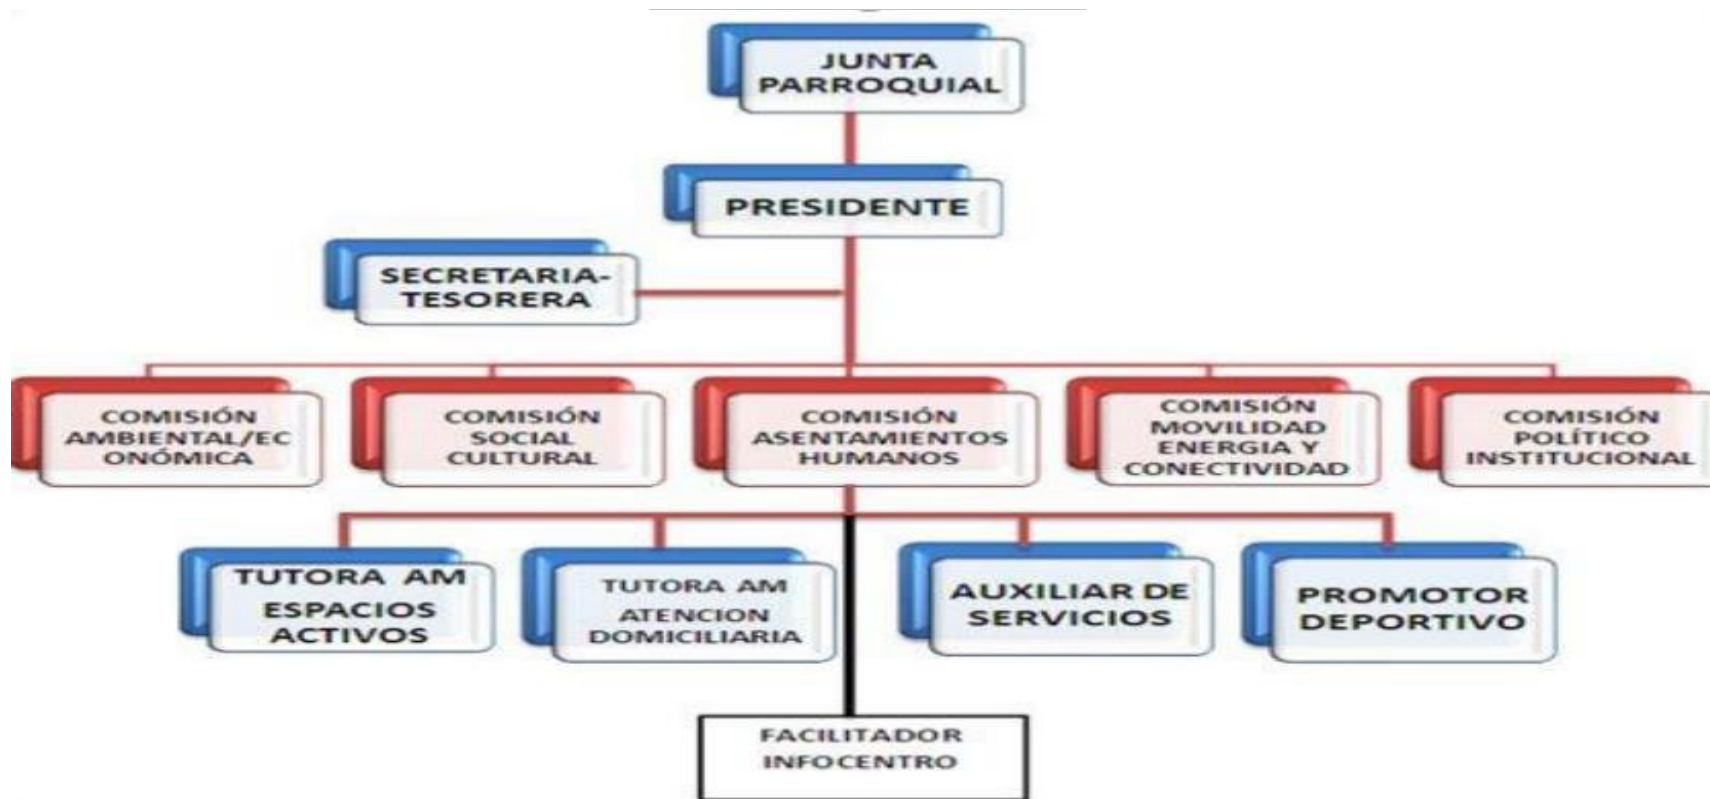 JUNTA
PARROQUIAL
PRESIDENTE
SECRETARIA-
TESORERA
COMISIÓN
AMBIENTAL/EC
ONÓMICA
COMISIÓN
SOCIAL
CULTURAL
COMISIÓN
ASENTAMIENTOS
HUMANOS
COMISIÓN
MOVILIDAD
ENERGIA Y
CONECTIVIDAD
COMISIÓN
POLÍTICO
INSTITUCIONAL
TUTORA AM
ESPACIOS
ACTIVOS
TUTORA AM
ATENCION
DOMICILIARIA
AUXILIAR DE
SERVICIOS
PROMOTOR
DEPORTIVO
FACILITADOR
INFOCENTRO